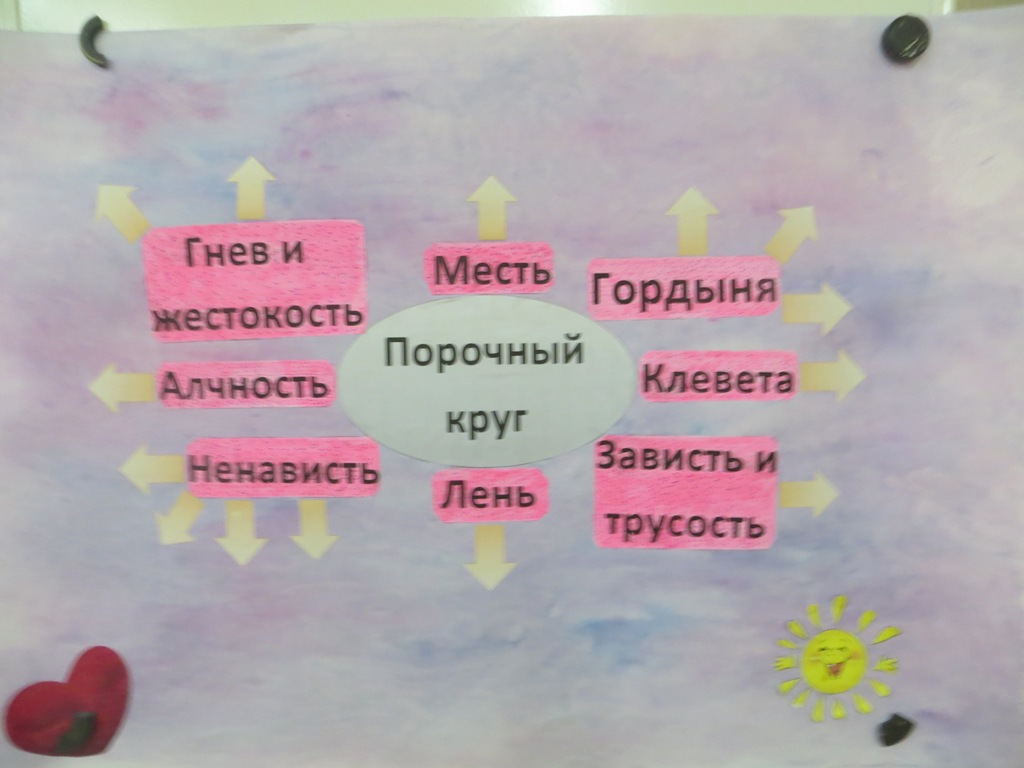 Гнев и
жестокость
Месть
Гордыня
Порочный
круг
Алчность
Клевета
Ненависть
Лень
Зависть и
трусость